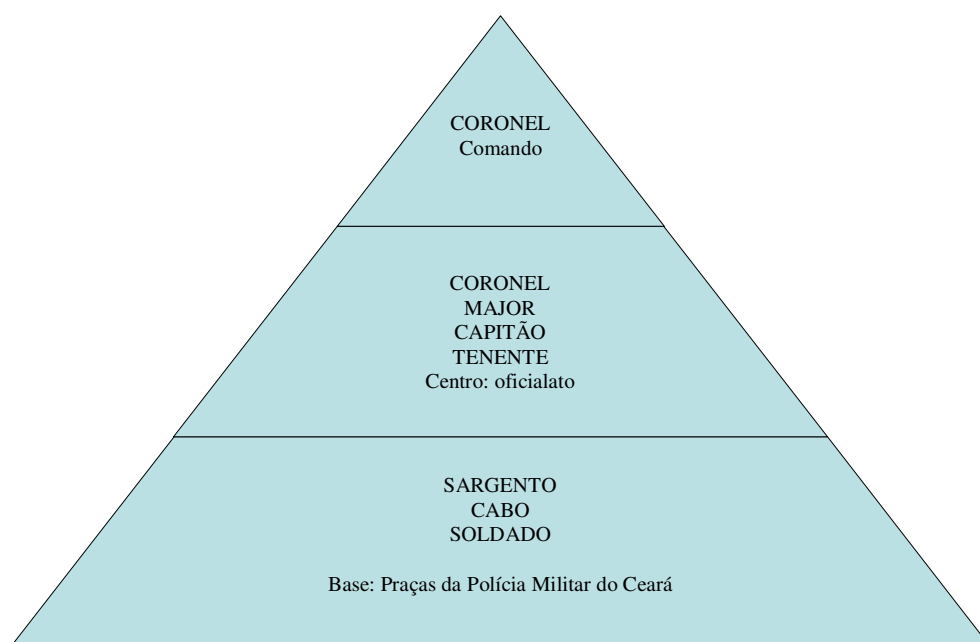 CORONEL
Comando
CORONEL
MAJOR
CAPITÃO
TENENTE
Centro: oficialato
SARGENTO
CABO
SOLDADO
Base: Praças da Polícia Militar do Ceará